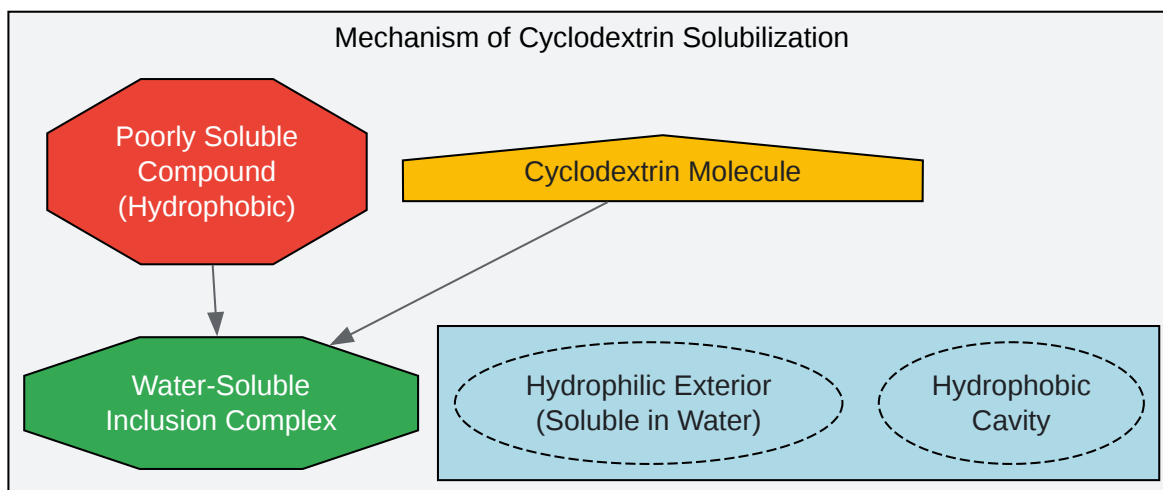 Mechanism of Cyclodextrin Solubilization
Poorly Soluble
Compound
(Hydrophobic)
Cyclodextrin Molecule
Water-Soluble
Inclusion Complex
Hydrophilic Exterior
(Soluble in Water)
Hydrophobic
Cavity